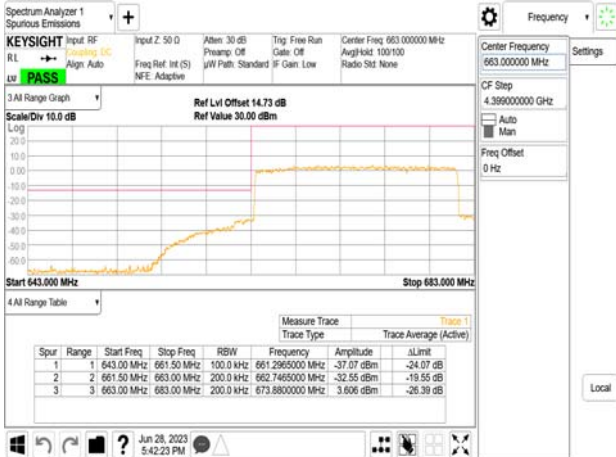 Spectrum Analyzer 1
Spurious Emissions
Frequency
KEYSIGHT
RL
LV PASS
Input: RF
Coupling: DC
Align: Auto
Input Z: 50 Ω
Freq Ref: Int (S)
NFE: Adaptive
Atten: 30 dB
Preamp: Off
µW Path: Standard
Trig: Free Run
Gate: Off
IF Gain: Low
Center Freq: 663.000000 MHz
Avg|Hold: 100/100
Radio Std: None
Center Frequency
663.000000 MHz
Settings
CF Step
4.399000000 GHz
Auto
Man
Freq Offset
0 Hz
Local
3 All Range Graph
Scale/Div 10.0 dB
Ref Lvl Offset 14.73 dB
Ref Value 30.00 dBm
Log
20.0
10.0
0.00
-10.0
-20.0
-30.0
-40.0
-50.0
-60.0
Start 643.000 MHz
Stop 683.000 MHz
4 All Range Table
Measure Trace Trace 1
Trace Type Trace Average (Active)
Spur Range Start Freq Stop Freq RBW Frequency Amplitude ΔLimit
1 1 643.00 MHz 661.50 MHz 100.0 kHz 661.2965000 MHz -37.07 dBm -24.07 dB
2 2 661.50 MHz 663.00 MHz 200.0 kHz 662.7465000 MHz -32.55 dBm -19.55 dB
3 3 663.00 MHz 683.00 MHz 200.0 kHz 673.8800000 MHz 3.606 dBm -26.39 dB
?
Jun 28, 2023
5:42:23 PM